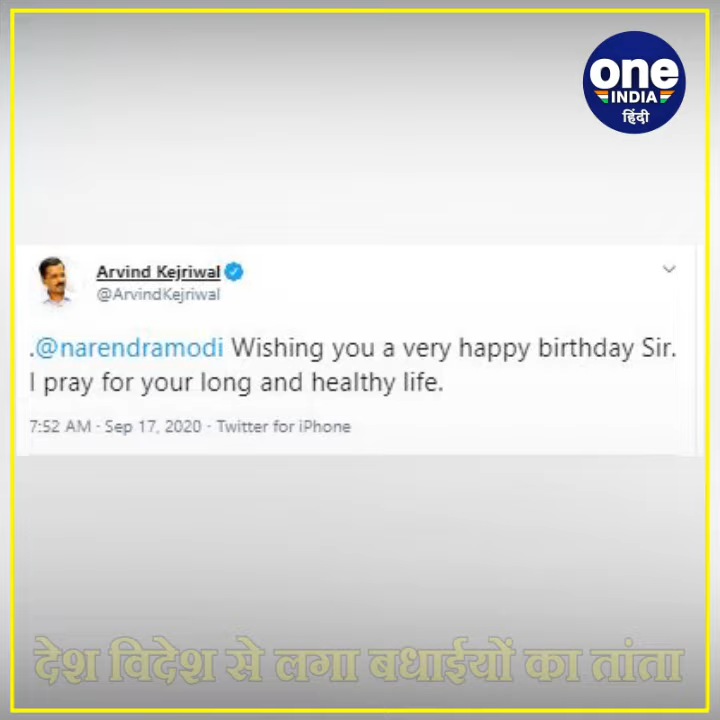 one
INDIA
हिंदी
Arvind Kejriwal
@ArvindKejriwal
.@narendramodi Wishing you a very happy birthday Sir.
I pray for your long and healthy life.
7:52 AM · Sep 17, 2020 · Twitter for iPhone
देश विदेश से लगा बधाईयों का तांता